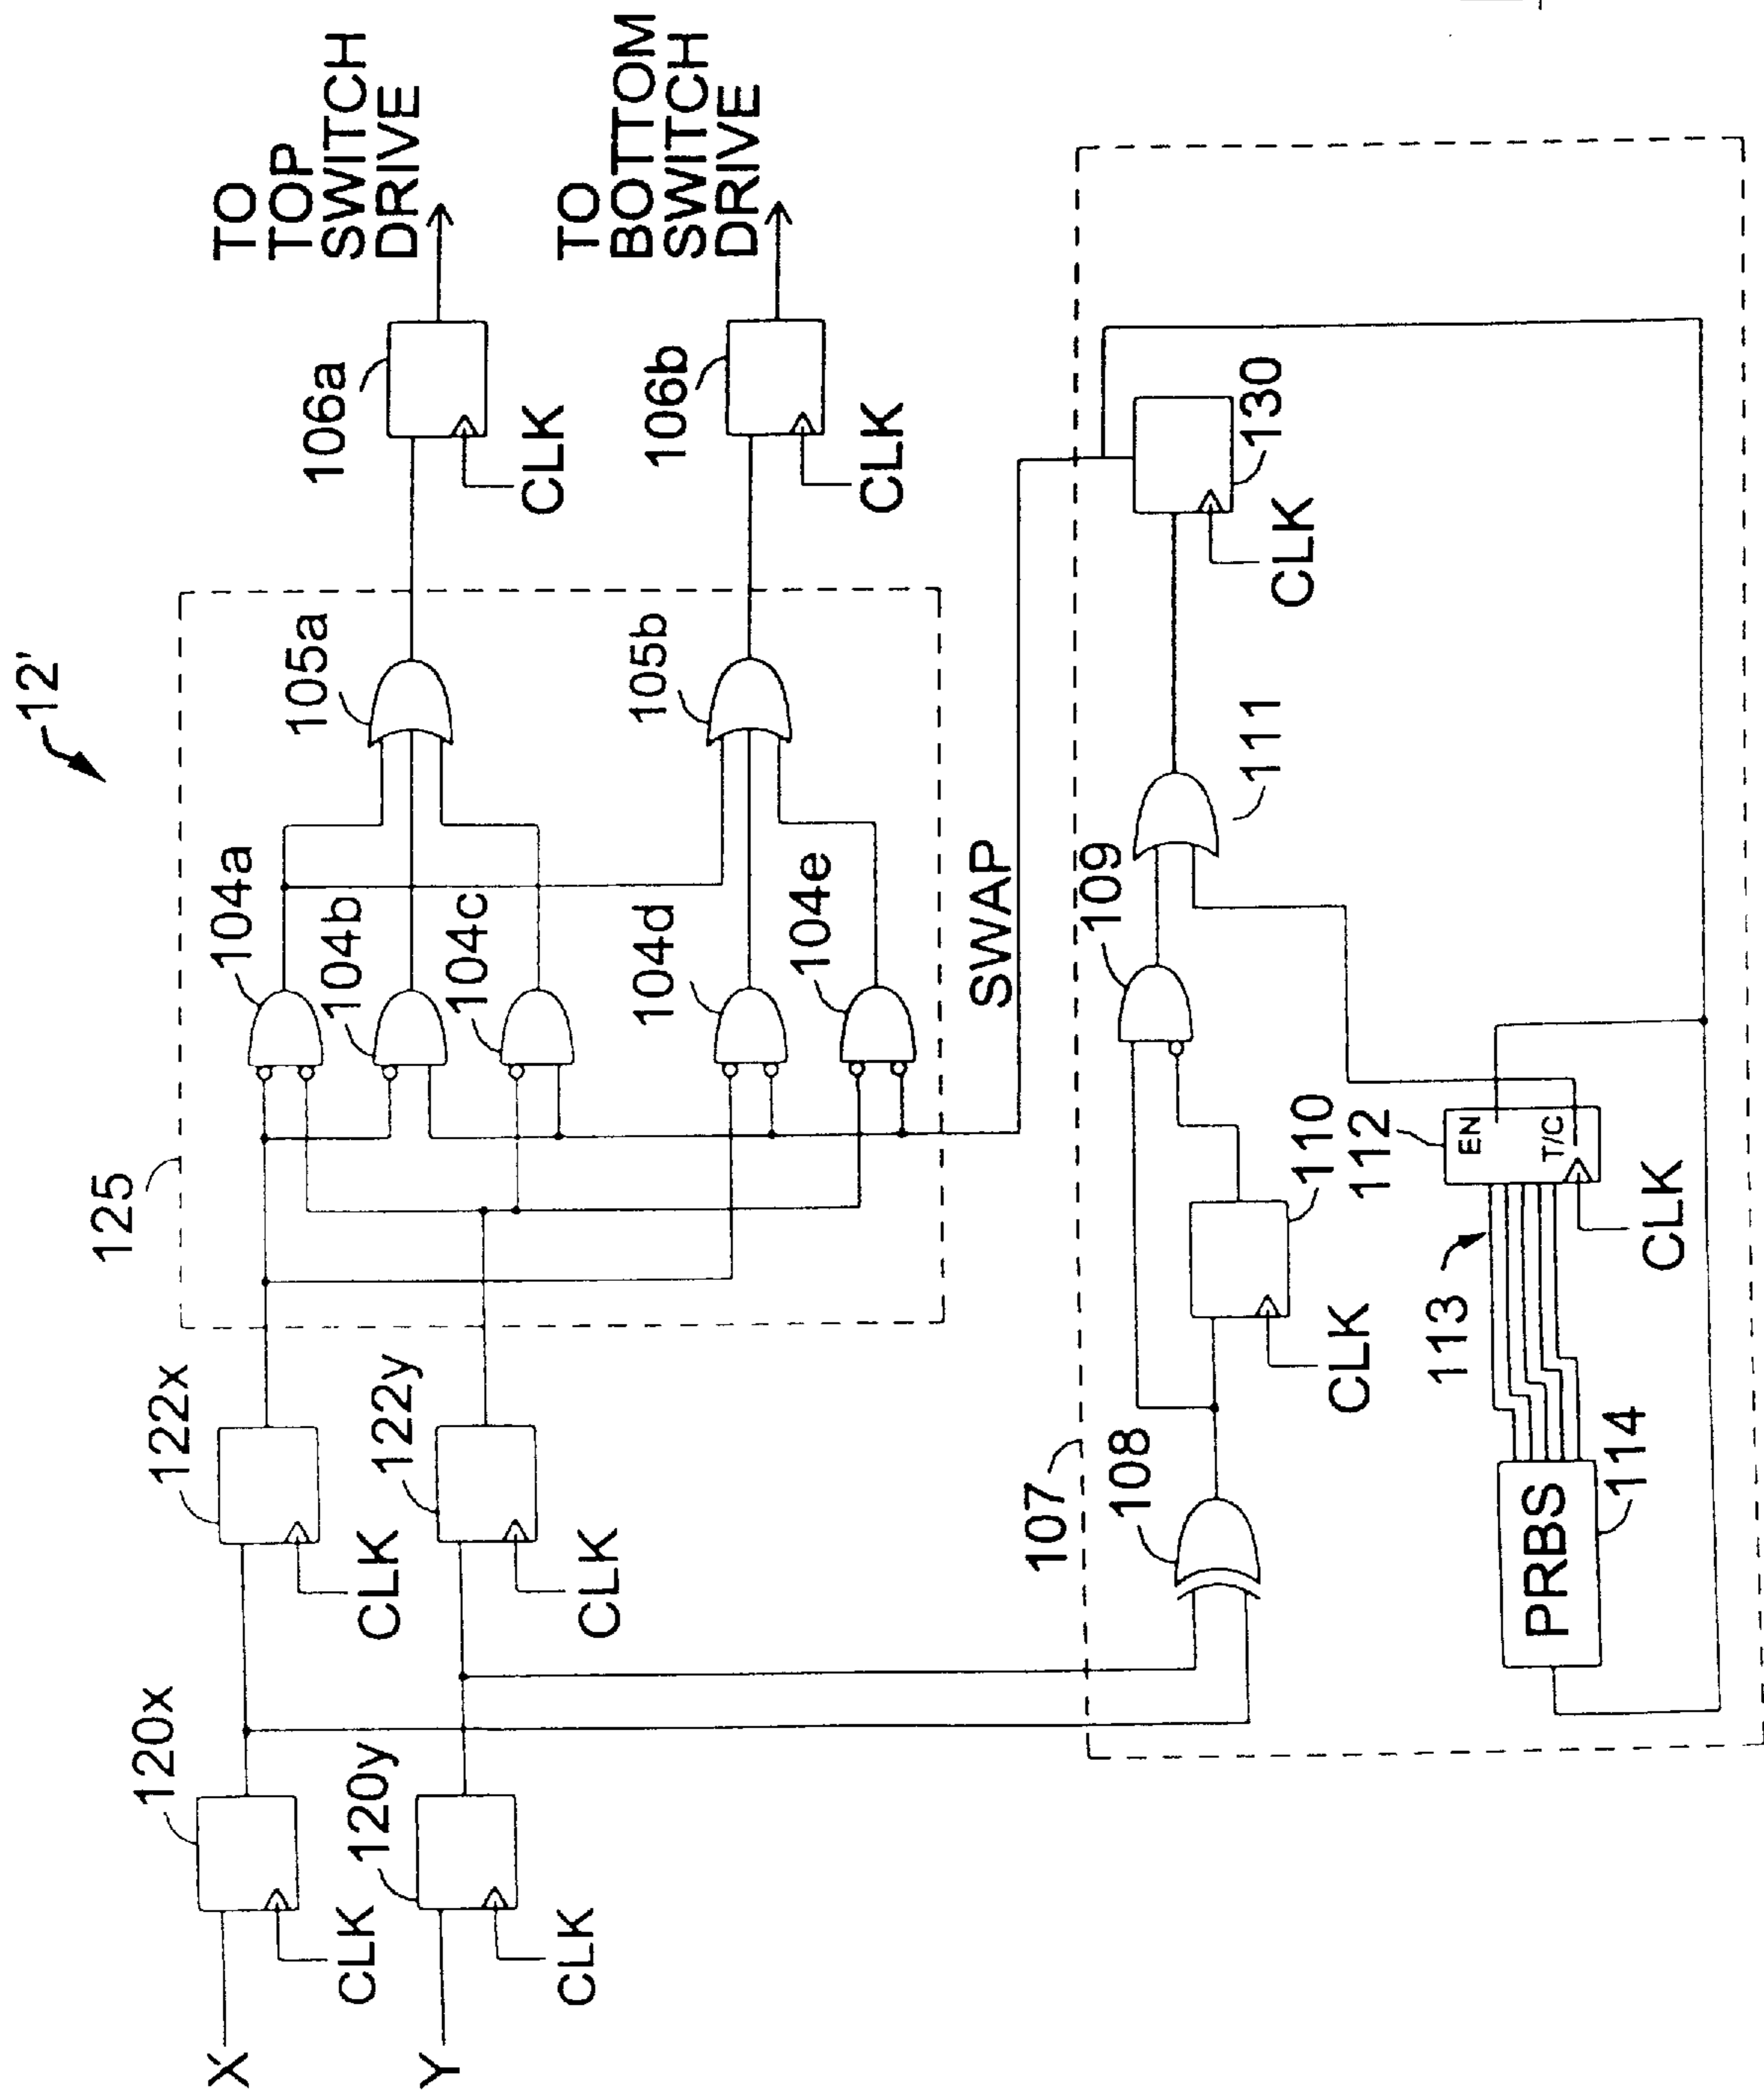 12'
TO
TOP
SWITCH
DRIVE
TO
BOTTOM
SWITCH
DRIVE
X
Y
120x
CLK
120y
CLK
122x
CLK
122y
CLK
125
104a
104b
104c
104d
104e
105a
105b
106a
CLK
106b
CLK
SWAP
107
108
109
110
CLK
111
130
CLK
112
EN
T/C
CLK
113
PRBS
114